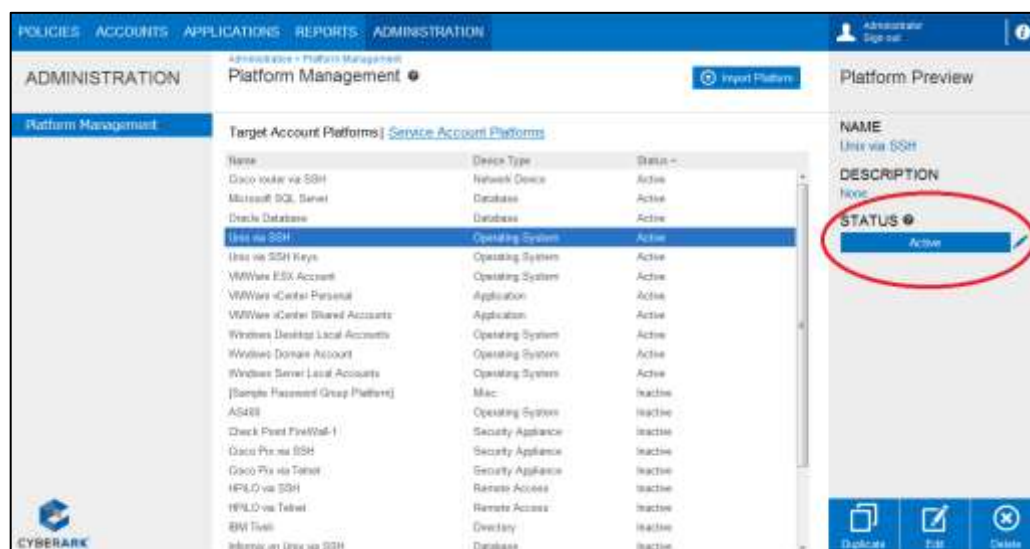 POLICIES ACCOUNTS APPLICATIONS REPORTS ADMINISTRATION
Administrator
Sign out
ADMINISTRATION
Administration > Platform Management
Platform Management
Import Platform
Platform Preview
Platform Management
Target Account Platforms | Service Account Platforms
NAME
Unix via SSH
DESCRIPTION
None
STATUS
Active
Name Device Type Status
Cisco router via SSH Network Device Active
Microsoft SQL Server Database Active
Oracle Database Database Active
Unix via SSH Operating System Active
Unix via SSH Keys Operating System Active
VMWare ESX Account Operating System Active
VMWare vCenter Personal Application Active
VMWare vCenter Shared Accounts Application Active
Windows Desktop Local Accounts Operating System Active
Windows Domain Account Operating System Active
Windows Server Local Accounts Operating System Active
[Sample Password Group Platform] Misc Inactive
AS400 Operating System Inactive
Check Point FireWall-1 Security Appliance Inactive
Cisco Pix via SSH Security Appliance Inactive
Cisco Pix via Telnet Security Appliance Inactive
HPiLO via SSH Remote Access Inactive
HPiLO via Telnet Remote Access Inactive
IBM Tivoli Directory Inactive
Informix on Unix via SSH Database Inactive
CYBERARK
Duplicate Edit Delete